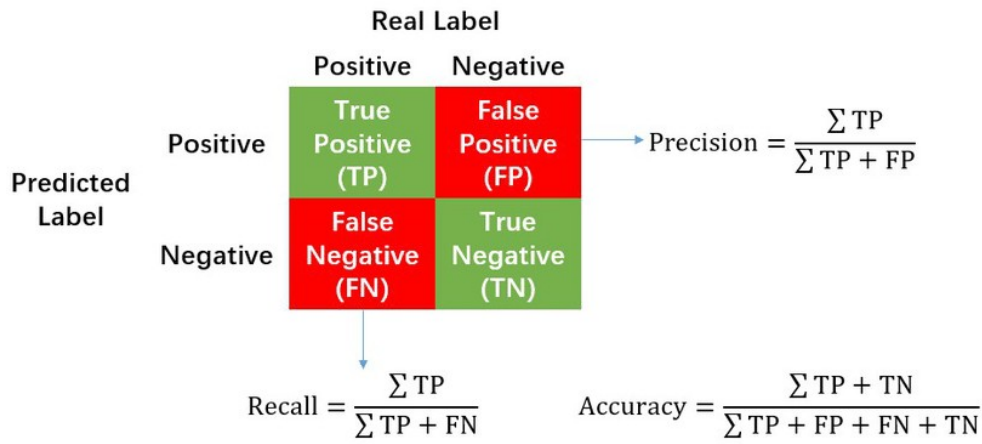 Real Label
Positive Negative
True Positive (TP)
False Positive (FP)
Positive
Precision = ∑ TP / ∑ TP + FP
Predicted Label
False Negative (FN)
True Negative (TN)
Negative
Recall = ∑ TP / ∑ TP + FN
Accuracy = ∑ TP + TN / ∑ TP + FP + FN + TN